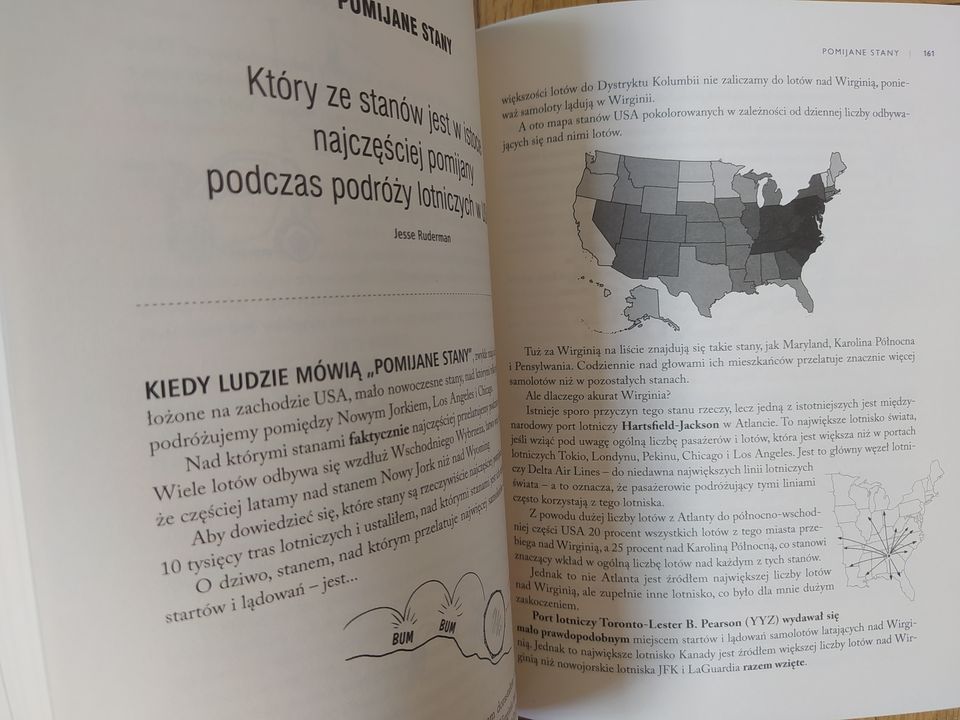 POMIJANE STANY
Który ze stanów jest w istocie
najczęściej pomijany
podczas podróży lotniczych w
Jesse Ruderman
KIEDY LUDZIE MÓWIĄ „POMIJANE STANY”, zwykle
łożone na zachodzie USA, mało nowoczesne stany, nad którymi
podróżujemy pomiędzy Nowym Jorkiem, Los Angeles i Chicago.
Nad którymi stanami faktycznie najczęściej przelatujemy
Wiele lotów odbywa się wzdłuż Wschodniego Wybrzeża,
że częściej latamy nad stanem Nowy Jork niż nad Wyoming.
Aby dowiedzieć się, które stany są rzeczywiście najczęściej
10 tysięcy tras lotniczych i ustaliłem, nad którymi stanami
O dziwo, stanem, nad którym przelatuje najwięcej
startów i lądowań – jest...
BUM
BUM
POMIJANE STANY | 161
większości lotów do Dystryktu Kolumbii nie zaliczamy do lotów nad Wirginią, ponie-
waż samoloty lądują w Wirginii.
A oto mapa stanów USA pokolorowanych w zależności od dziennej liczby odbywa-
jących się nad nimi lotów.
Tuż za Wirginią na liście znajdują się takie stany, jak Maryland, Karolina Północna
i Pensylwania. Codziennie nad głowami ich mieszkańców przelatuje znacznie więcej
samolotów niż w pozostałych stanach.
Ale dlaczego akurat Wirginia?
Istnieje sporo przyczyn tego stanu rzeczy, lecz jedną z istotniejszych jest między-
narodowy port lotniczy Hartsfield-Jackson w Atlancie. To największe lotnisko świata,
jeśli wziąć pod uwagę ogólną liczbę pasażerów i lotów, która jest większa niż w portach
lotniczych Tokio, Londynu, Pekinu, Chicago i Los Angeles. Jest to główny węzeł lotni-
czy Delta Air Lines – do niedawna największych linii lotniczych
świata – a to oznacza, że pasażerowie podróżujący tymi liniami
często korzystają z tego lotniska.
Z powodu dużej liczby lotów z Atlanty do północno-wschod-
niej części USA 20 procent wszystkich lotów z tego miasta prze-
biega nad Wirginią, a 25 procent nad Karoliną Północną, co stanowi
znaczący wkład w ogólną liczbę lotów nad każdym z tych stanów.
Jednak to nie Atlanta jest źródłem największej liczby lotów
nad Wirginią, ale zupełnie inne lotnisko, co było dla mnie dużym
zaskoczeniem.
Port lotniczy Toronto-Lester B. Pearson (YYZ) wydawał się
mało prawdopodobnym miejscem startów i lądowań samolotów latających nad Wirgi-
nią. Jednak to największe lotnisko Kanady jest źródłem większej liczby lotów nad Wir-
ginią niż nowojorskie lotniska JFK i LaGuardia razem wzięte.